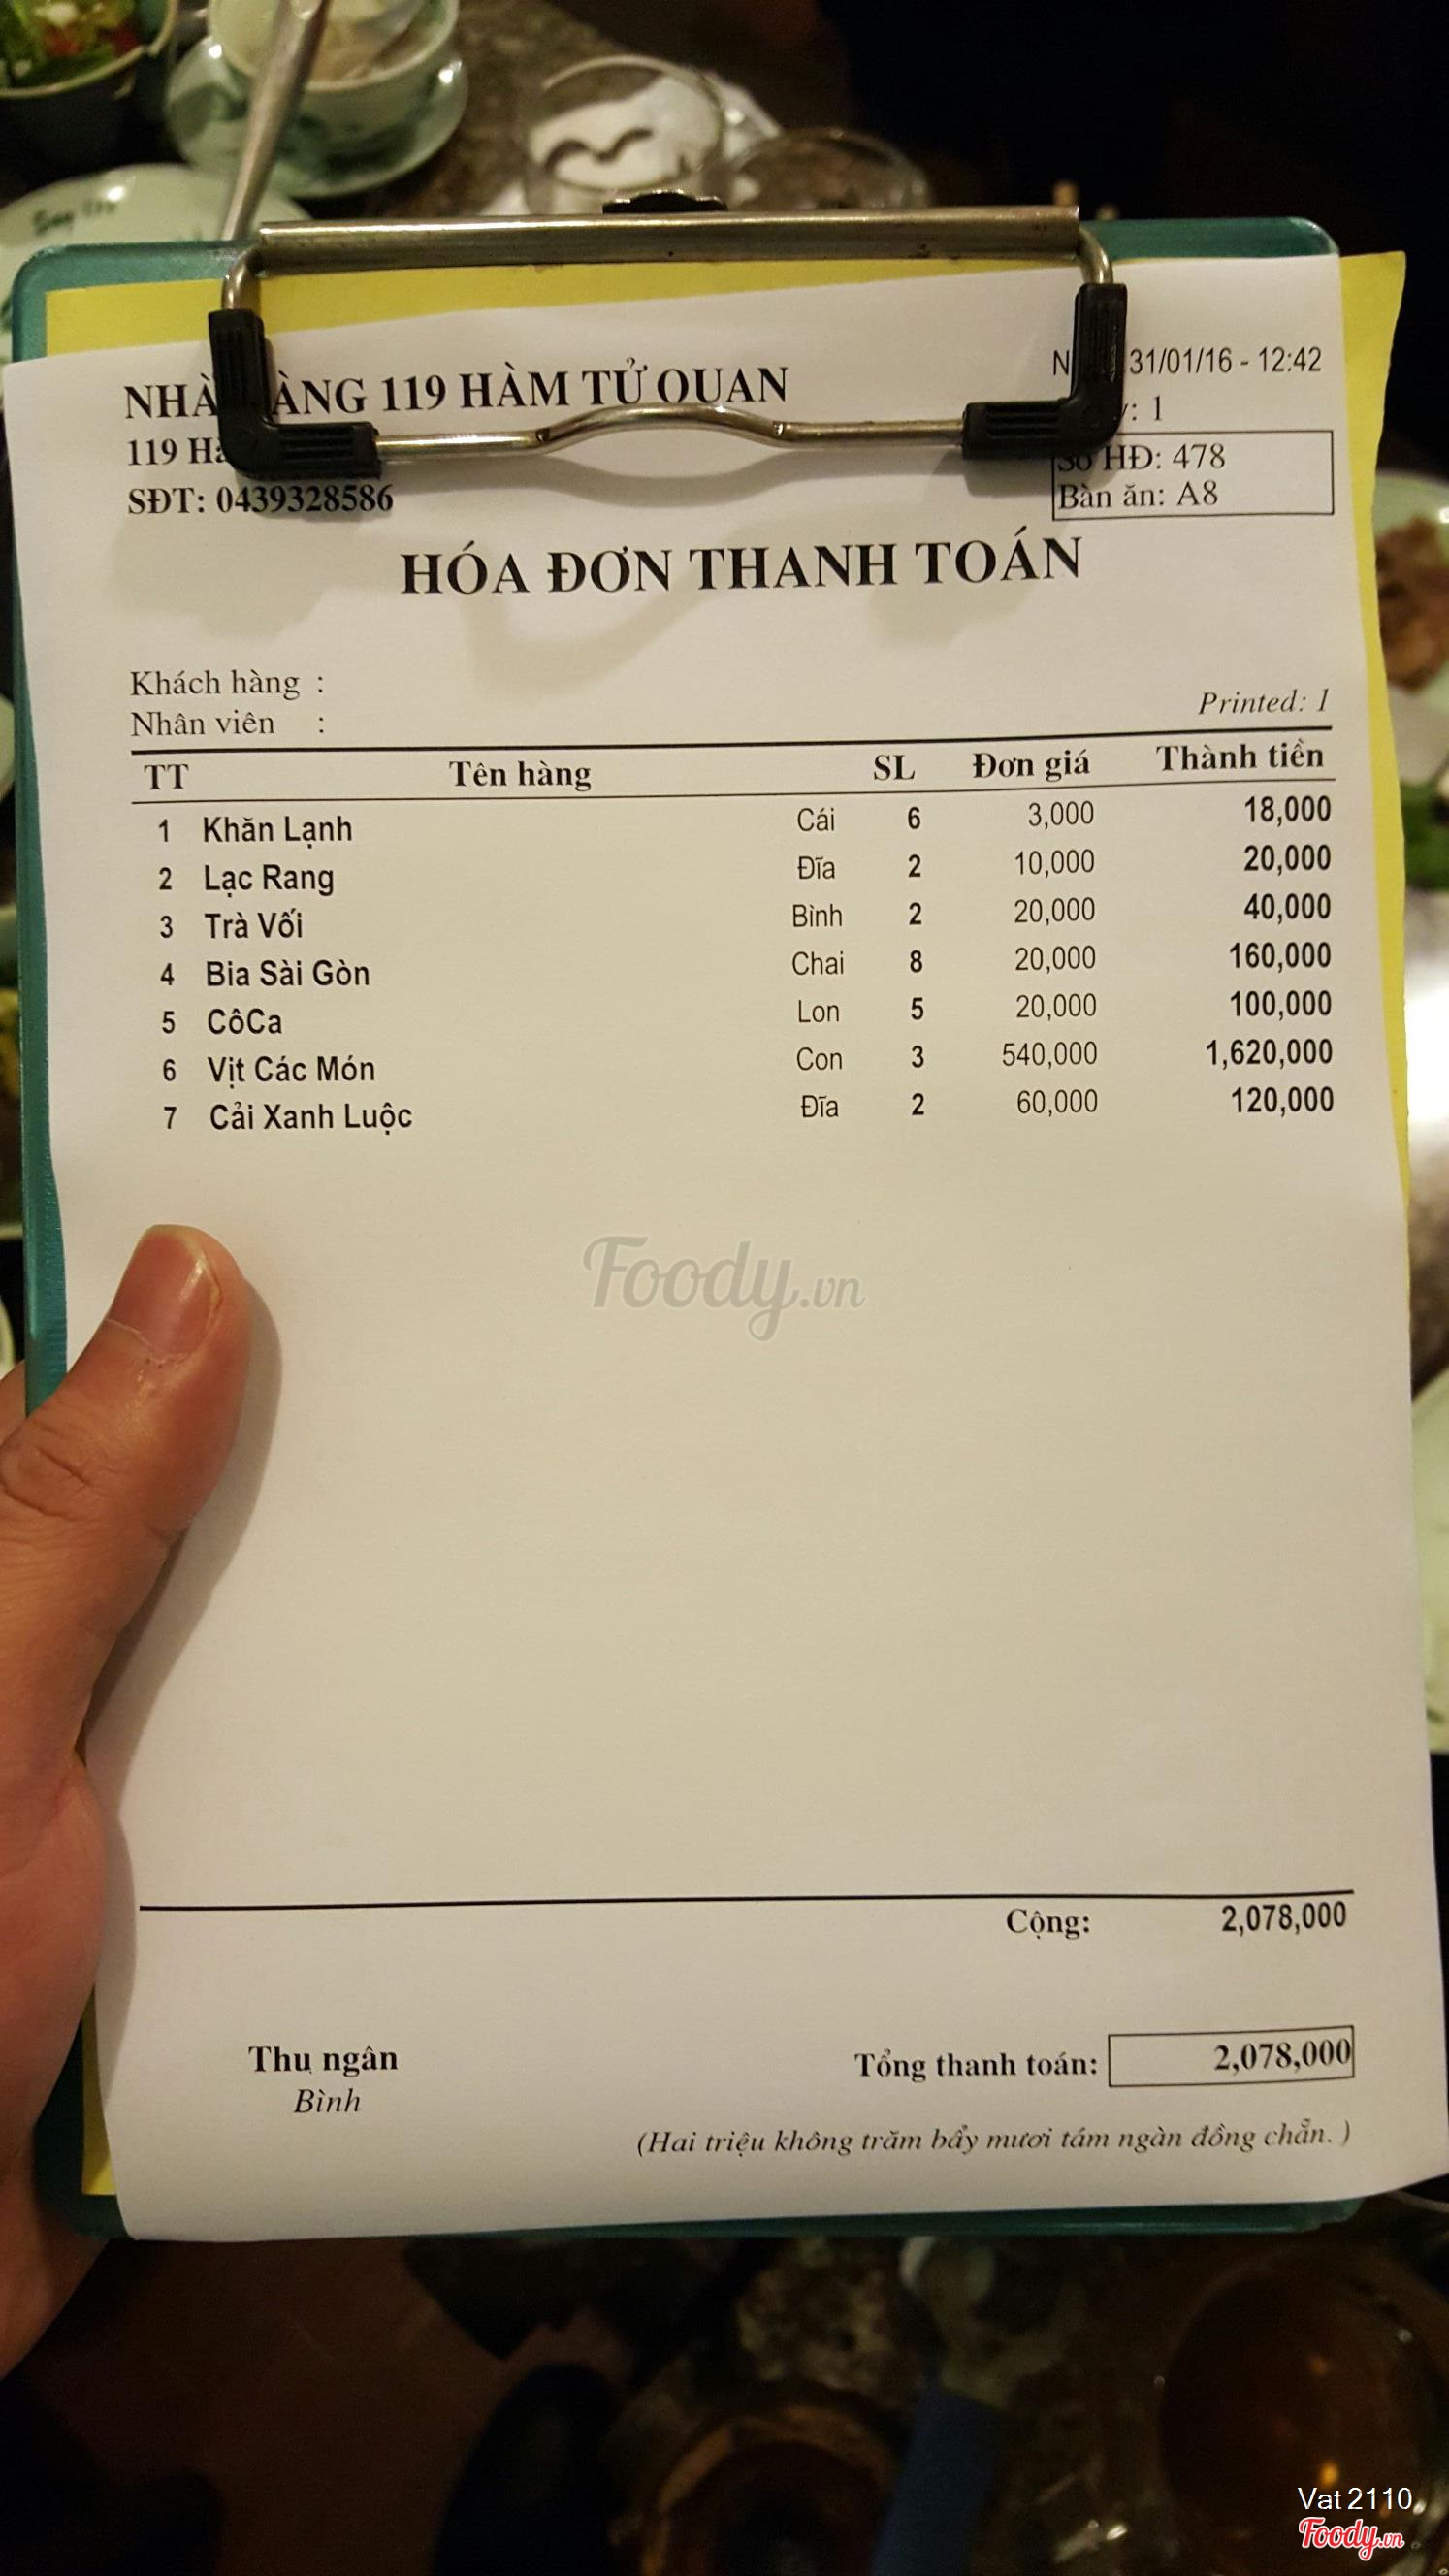 NHÀ HÀNG 119 HÀM TỬ QUAN
31/01/16 - 12:42
: 1
119
Số HĐ: 478
SĐT: 0439328586
Bàn ăn: A8
HÓA ĐƠN THANH TOÁN
Khách hàng :
Nhân viên :
Printed: 1
TT Tên hàng SL Đơn giá Thành tiền
1 Khăn Lạnh Cái 6 3,000 18,000
2 Lạc Rang Đĩa 2 10,000 20,000
3 Trà Vối Bình 2 20,000 40,000
4 Bia Sài Gòn Chai 8 20,000 160,000
5 CôCa Lon 5 20,000 100,000
6 Vịt Các Món Con 3 540,000 1,620,000
7 Cải Xanh Luộc Đĩa 2 60,000 120,000
Foody.vn
Cộng: 2,078,000
Thu ngân Tổng thanh toán: 2,078,000
Bình
(Hai triệu không trăm bẩy mươi tám ngàn đồng chẵn. )
Vat 2110
Foody.vn